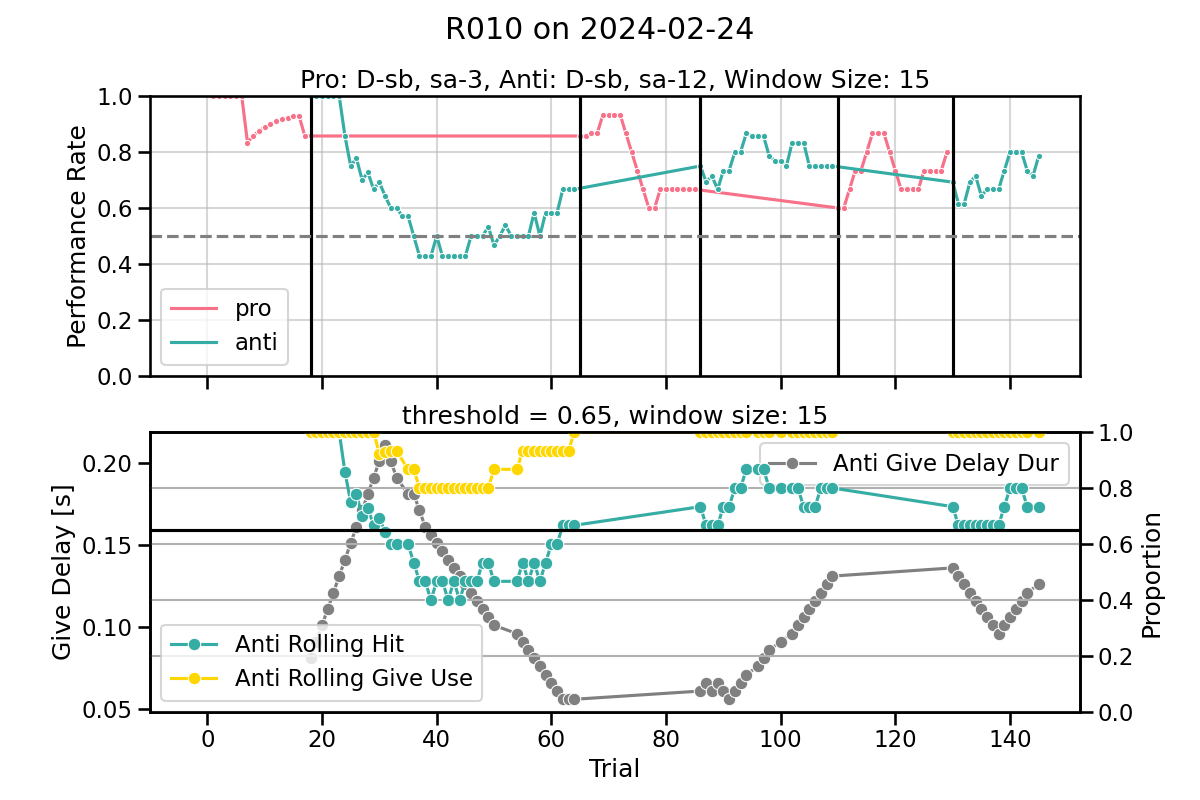 R010 on 2024-02-24
Pro: D-sb, sa-3, Anti: D-sb, sa-12, Window Size: 15
Performance Rate
1.0
0.8
0.6
0.4
0.2
0.0
pro
anti
threshold = 0.65, window size: 15
Give Delay [s]
0.20
0.15
0.10
0.05
Anti Give Delay Dur
Anti Rolling Hit
Anti Rolling Give Use
1.0
0.8
0.6
0.4
0.2
0.0
Proportion
0 20 40 60 80 100 120 140
Trial